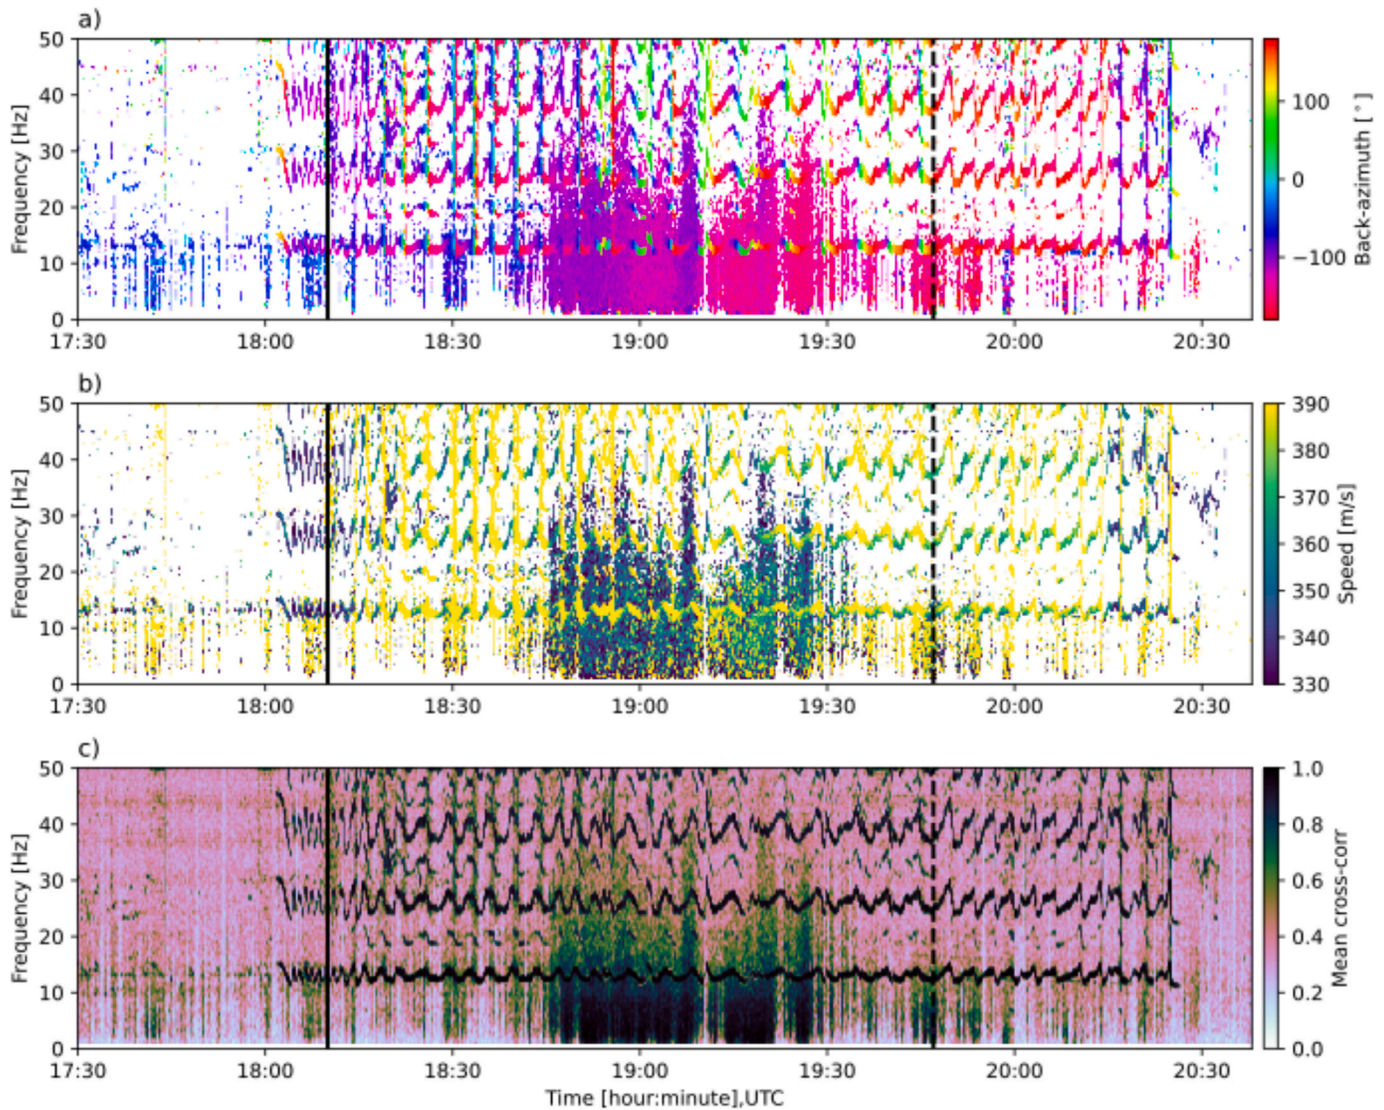 a)
50
40
30
20
10
0
Frequency [Hz]
17:30 18:00 18:30 19:00 19:30 20:00 20:30
100
0
−100
Back-azimuth [°]
b)
50
40
30
20
10
0
Frequency [Hz]
17:30 18:00 18:30 19:00 19:30 20:00 20:30
390
380
370
360
350
340
330
Speed [m/s]
c)
50
40
30
20
10
0
Frequency [Hz]
17:30 18:00 18:30 19:00 19:30 20:00 20:30
Time [hour:minute],UTC
1.0
0.8
0.6
0.4
0.2
0.0
Mean cross-corr